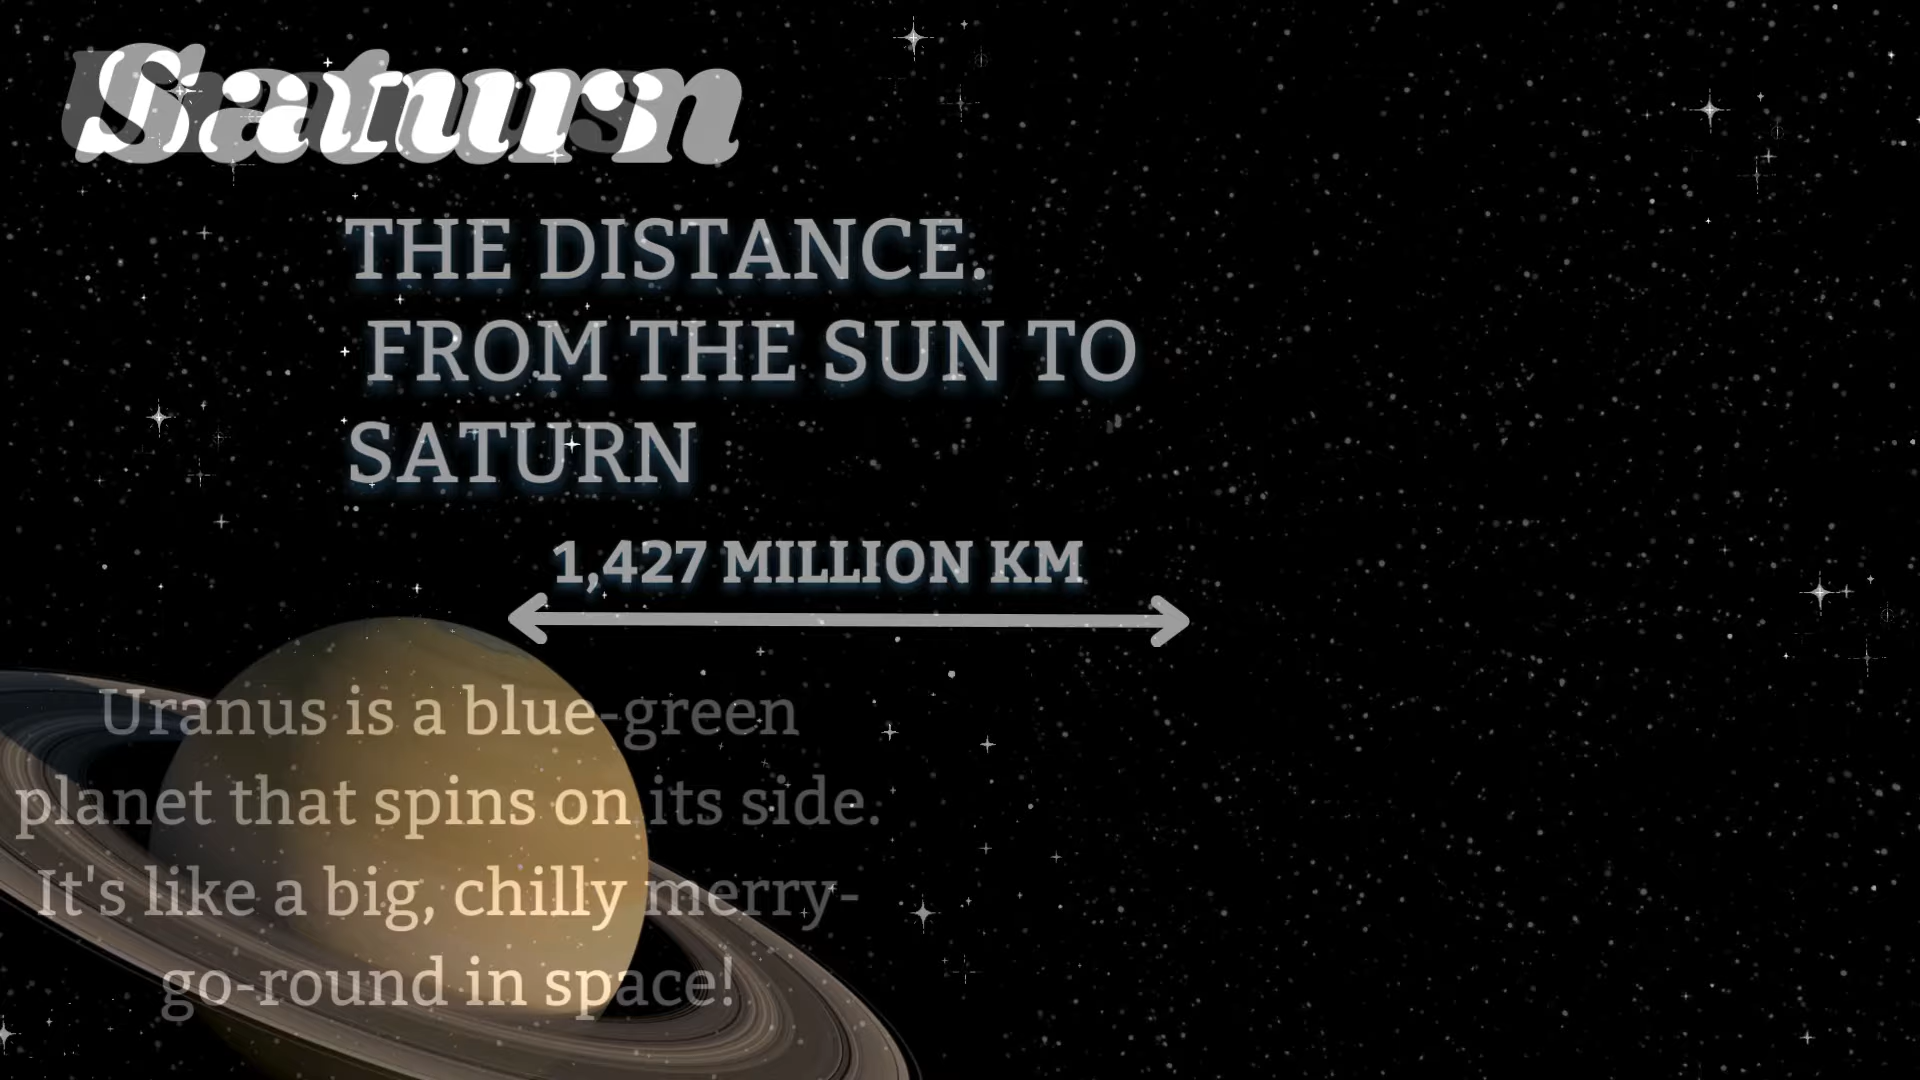 Saturn
Uranus
THE DISTANCE.
FROM THE SUN TO
SATURN
1,427 MILLION KM
Uranus is a blue-green
planet that spins on its side.
It's like a big, chilly merry-
go-round in space!